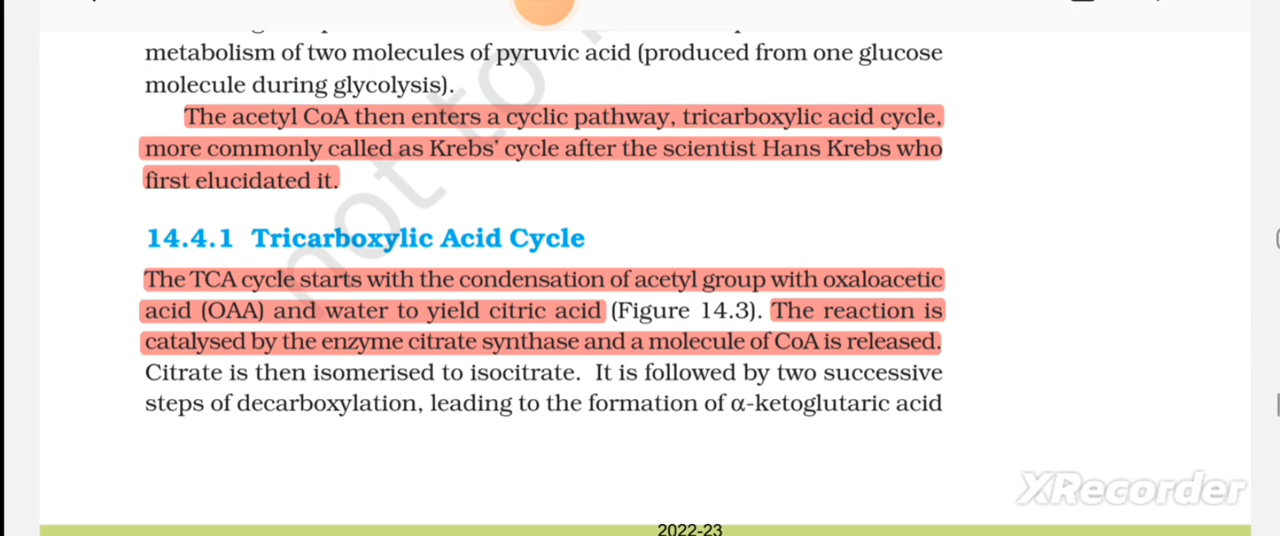 metabolism of two molecules of pyruvic acid (produced from one glucose
molecule during glycolysis).
The acetyl CoA then enters a cyclic pathway, tricarboxylic acid cycle,
more commonly called as Krebs’ cycle after the scientist Hans Krebs who
first elucidated it.
14.4.1 Tricarboxylic Acid Cycle
The TCA cycle starts with the condensation of acetyl group with oxaloacetic
acid (OAA) and water to yield citric acid (Figure 14.3). The reaction is
catalysed by the enzyme citrate synthase and a molecule of CoA is released.
Citrate is then isomerised to isocitrate. It is followed by two successive
steps of decarboxylation, leading to the formation of α-ketoglutaric acid
not to
XRecorder
2022-23